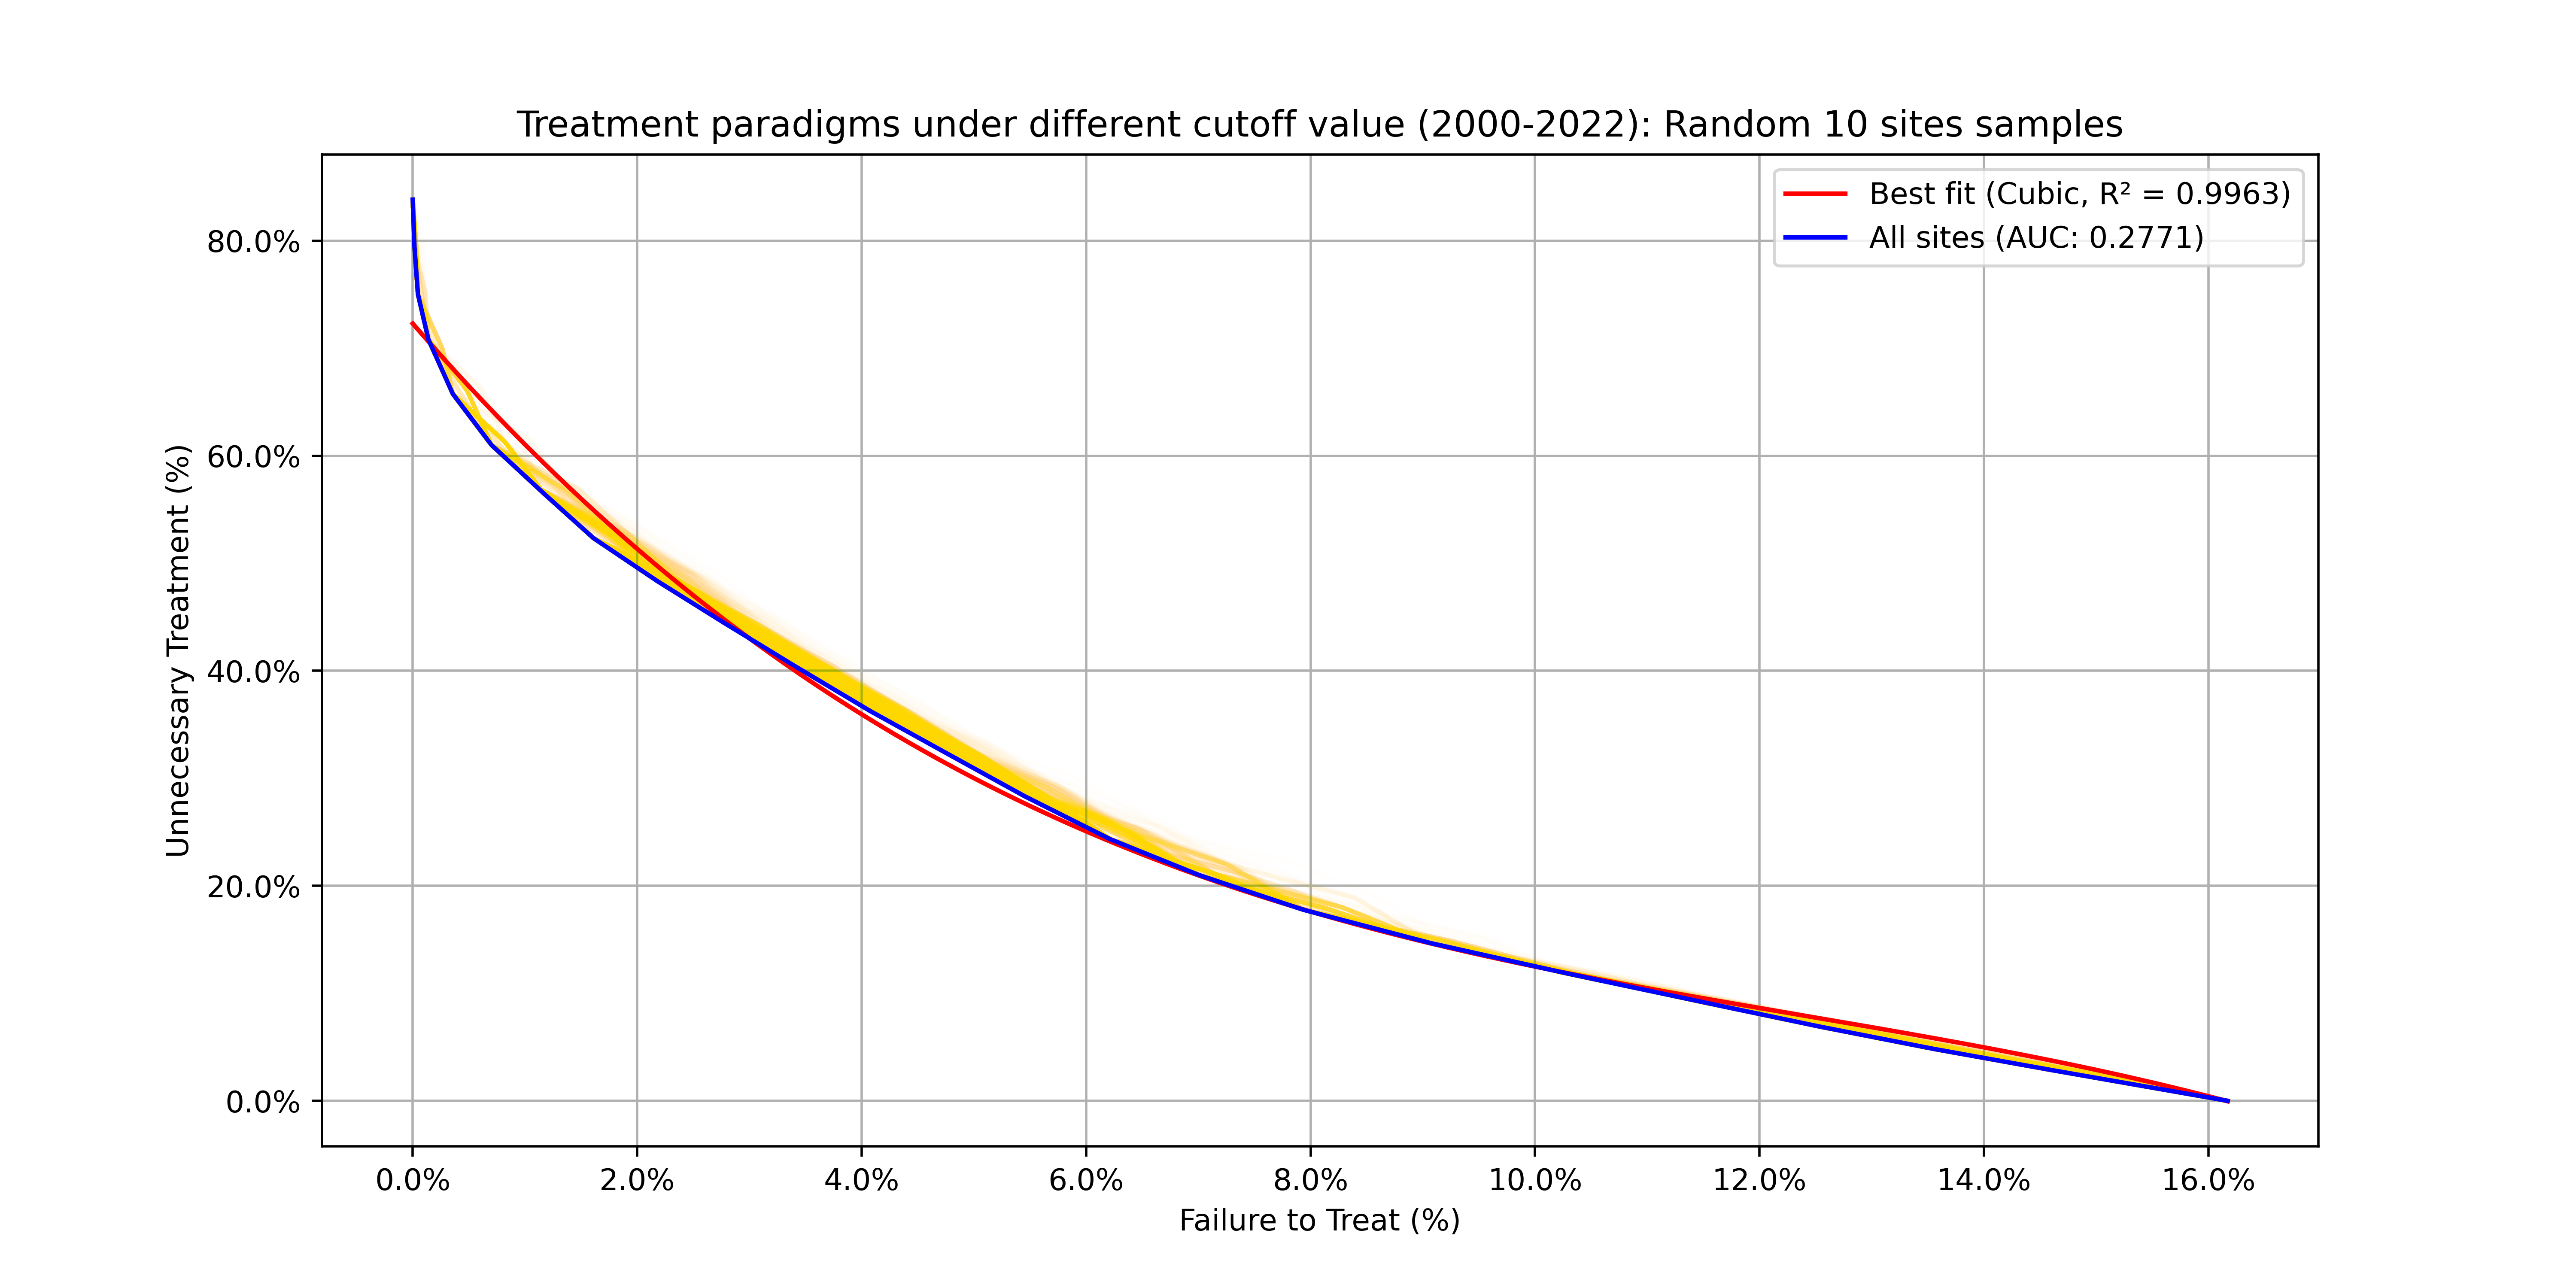 Treatment paradigms under different cutoff value (2000-2022): Random 10 sites samples
Best fit (Cubic, R² = 0.9963)
All sites (AUC: 0.2771)
Unnecessary Treatment (%)
80.0%
60.0%
40.0%
20.0%
0.0%
0.0% 2.0% 4.0% 6.0% 8.0% 10.0% 12.0% 14.0% 16.0%
Failure to Treat (%)